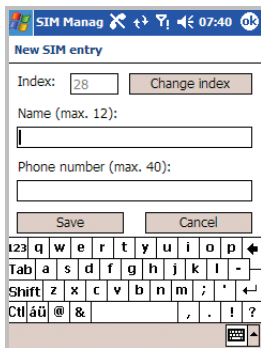 SIM Manag 07:40 ok
New SIM entry
Index: 28 Change index
Name (max. 12):
Phone number (max. 40):
Save Cancel
123 q w e r t y u i o p
Tab a s d f g h j k l -
Shift z x c v b n m ; '
Ctl áü @ & , . ! ?